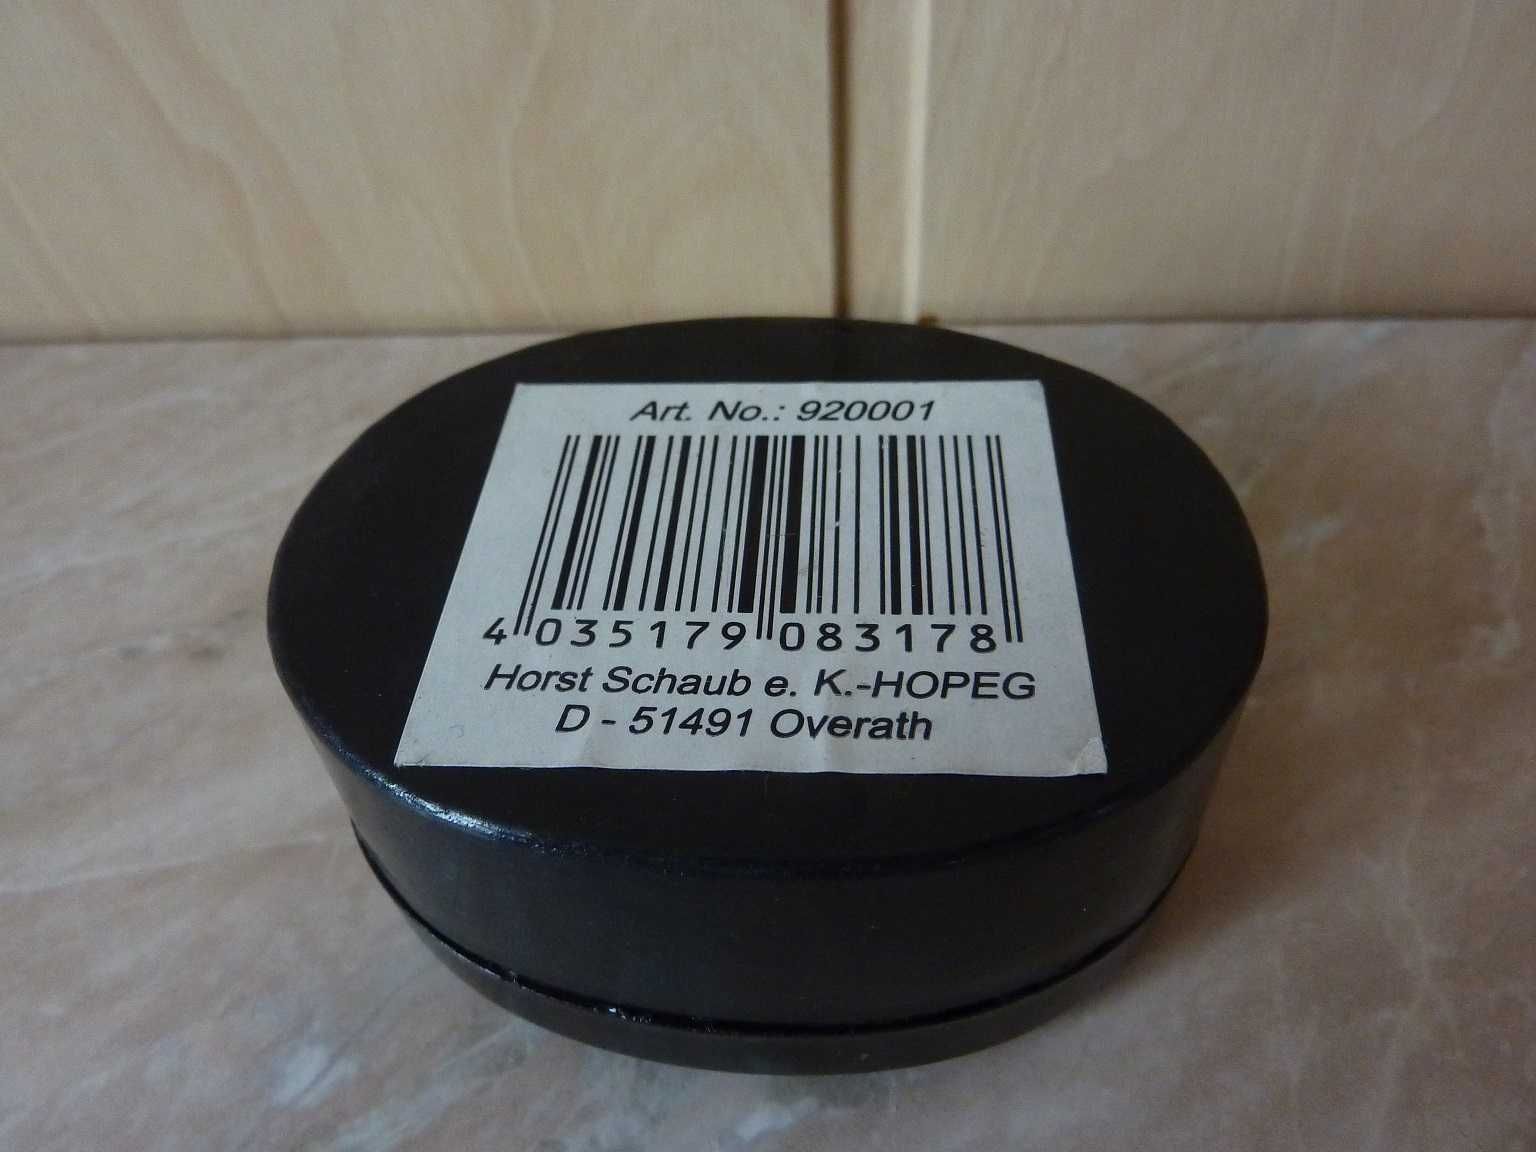 Art. No.: 920001
4 035179 083178
Horst Schaub e. K.-HOPEG
D - 51491 Overath